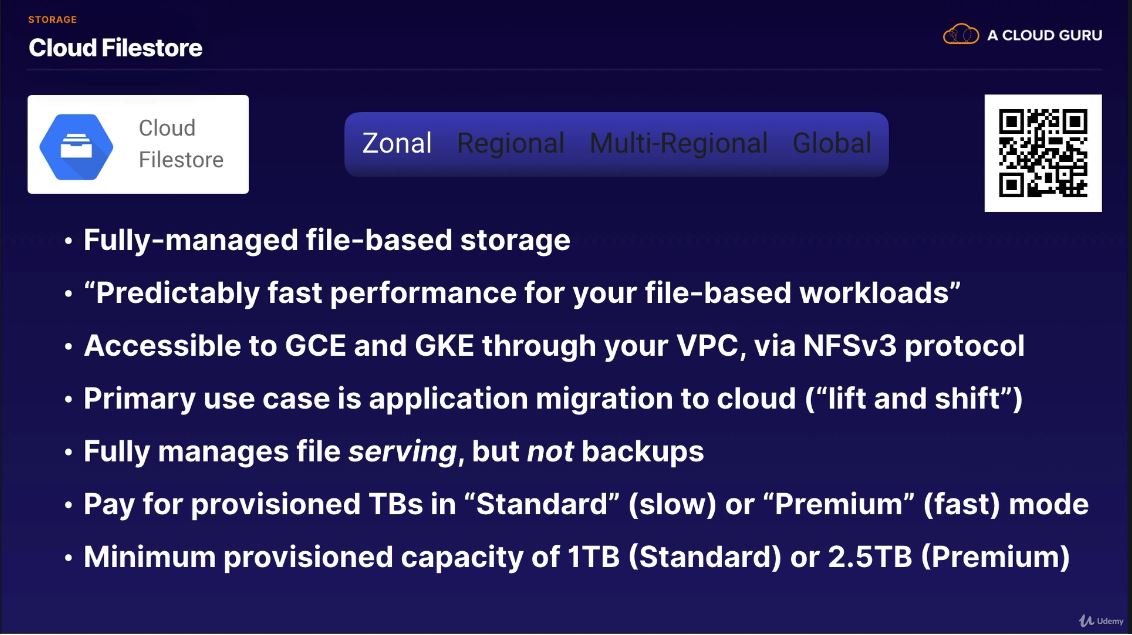 STORAGE
Cloud Filestore
A CLOUD GURU
Cloud
Filestore
Zonal Regional Multi-Regional Global
• Fully-managed file-based storage
• “Predictably fast performance for your file-based workloads”
• Accessible to GCE and GKE through your VPC, via NFSv3 protocol
• Primary use case is application migration to cloud (“lift and shift”)
• Fully manages file serving, but not backups
• Pay for provisioned TBs in “Standard” (slow) or “Premium” (fast) mode
• Minimum provisioned capacity of 1TB (Standard) or 2.5TB (Premium)
Udemy